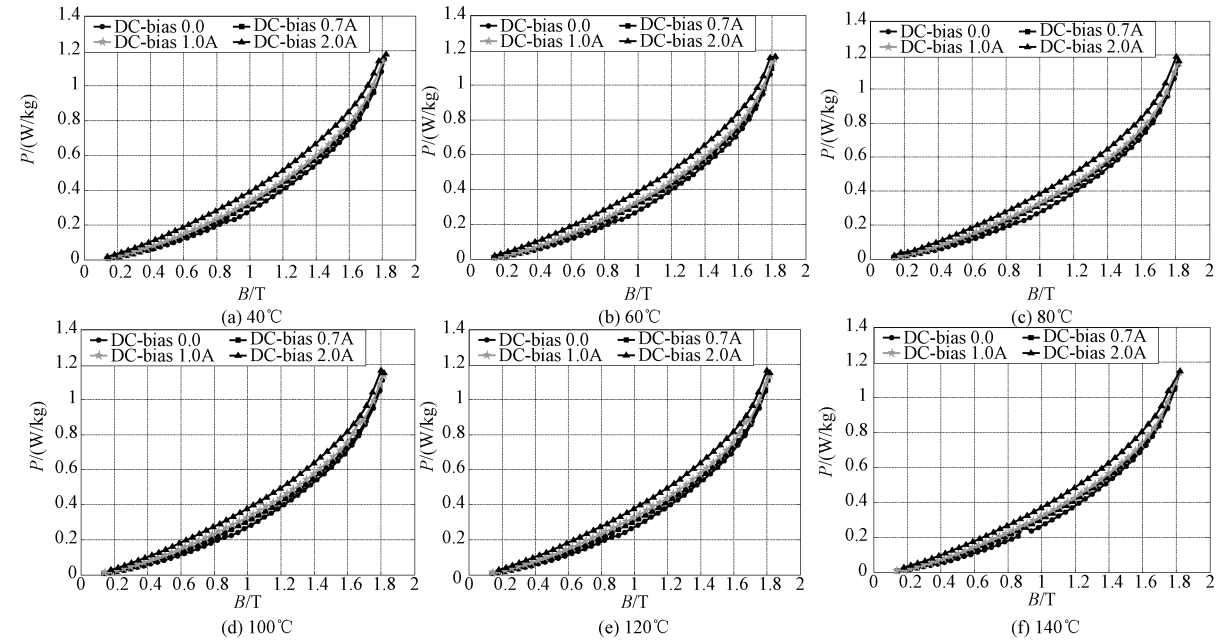 1.4
DC-bias 0.0 DC-bias 0.7A
DC-bias 1.0A DC-bias 2.0A
1.2
1
0.8
0.6
0.4
0.2
0
P/(W/kg)
0 0.2 0.4 0.6 0.8 1 1.2 1.4 1.6 1.8 2
B/T
(a) 40℃
1.4
DC-bias 0.0 DC-bias 0.7A
DC-bias 1.0A DC-bias 2.0A
1.2
1
0.8
0.6
0.4
0.2
0
P/(W/kg)
0 0.2 0.4 0.6 0.8 1 1.2 1.4 1.6 1.8 2
B/T
(b) 60℃
1.4
DC-bias 0.0 DC-bias 0.7A
DC-bias 1.0A DC-bias 2.0A
1.2
1
0.8
0.6
0.4
0.2
0
P/(W/kg)
0 0.2 0.4 0.6 0.8 1 1.2 1.4 1.6 1.8 2
B/T
(c) 80℃
1.4
DC-bias 0.0 DC-bias 0.7A
DC-bias 1.0A DC-bias 2.0A
1.2
1
0.8
0.6
0.4
0.2
0
P/(W/kg)
0 0.2 0.4 0.6 0.8 1 1.2 1.4 1.6 1.8 2
B/T
(d) 100℃
1.4
DC-bias 0.0 DC-bias 0.7A
DC-bias 1.0A DC-bias 2.0A
1.2
1
0.8
0.6
0.4
0.2
0
P/(W/kg)
0 0.2 0.4 0.6 0.8 1 1.2 1.4 1.6 1.8 2
B/T
(e) 120℃
1.4
DC-bias 0.0 DC-bias 0.7A
DC-bias 1.0A DC-bias 2.0A
1.2
1
0.8
0.6
0.4
0.2
0
P/(W/kg)
0 0.2 0.4 0.6 0.8 1 1.2 1.4 1.6 1.8 2
B/T
(f) 140℃